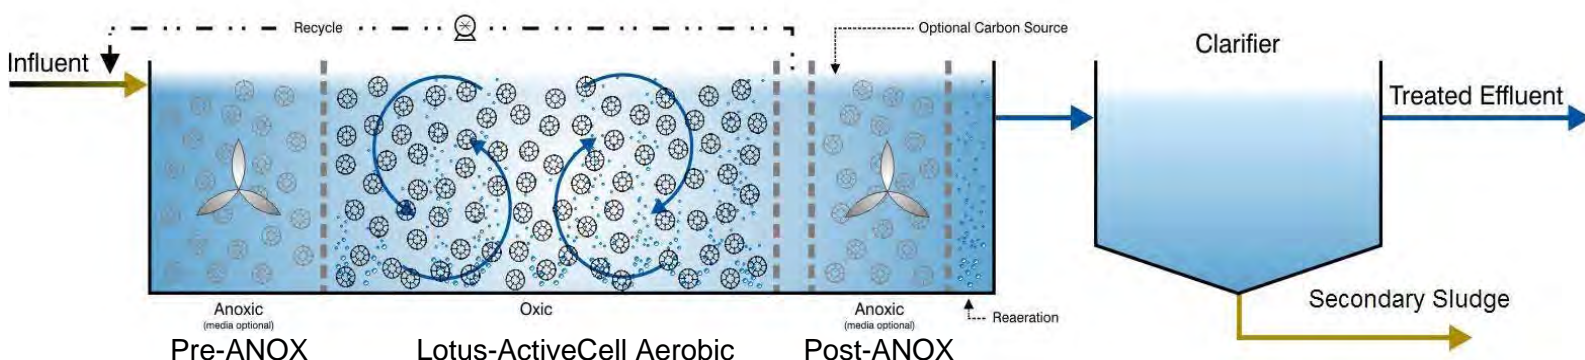 Recycle
Optional Carbon Source
Clarifier
Influent
Treated Effluent
Anoxic
(media optional)
Oxic
Anoxic
(media optional)
Reaeration
Secondary Sludge
Pre-ANOX
Lotus-ActiveCell Aerobic
Post-ANOX